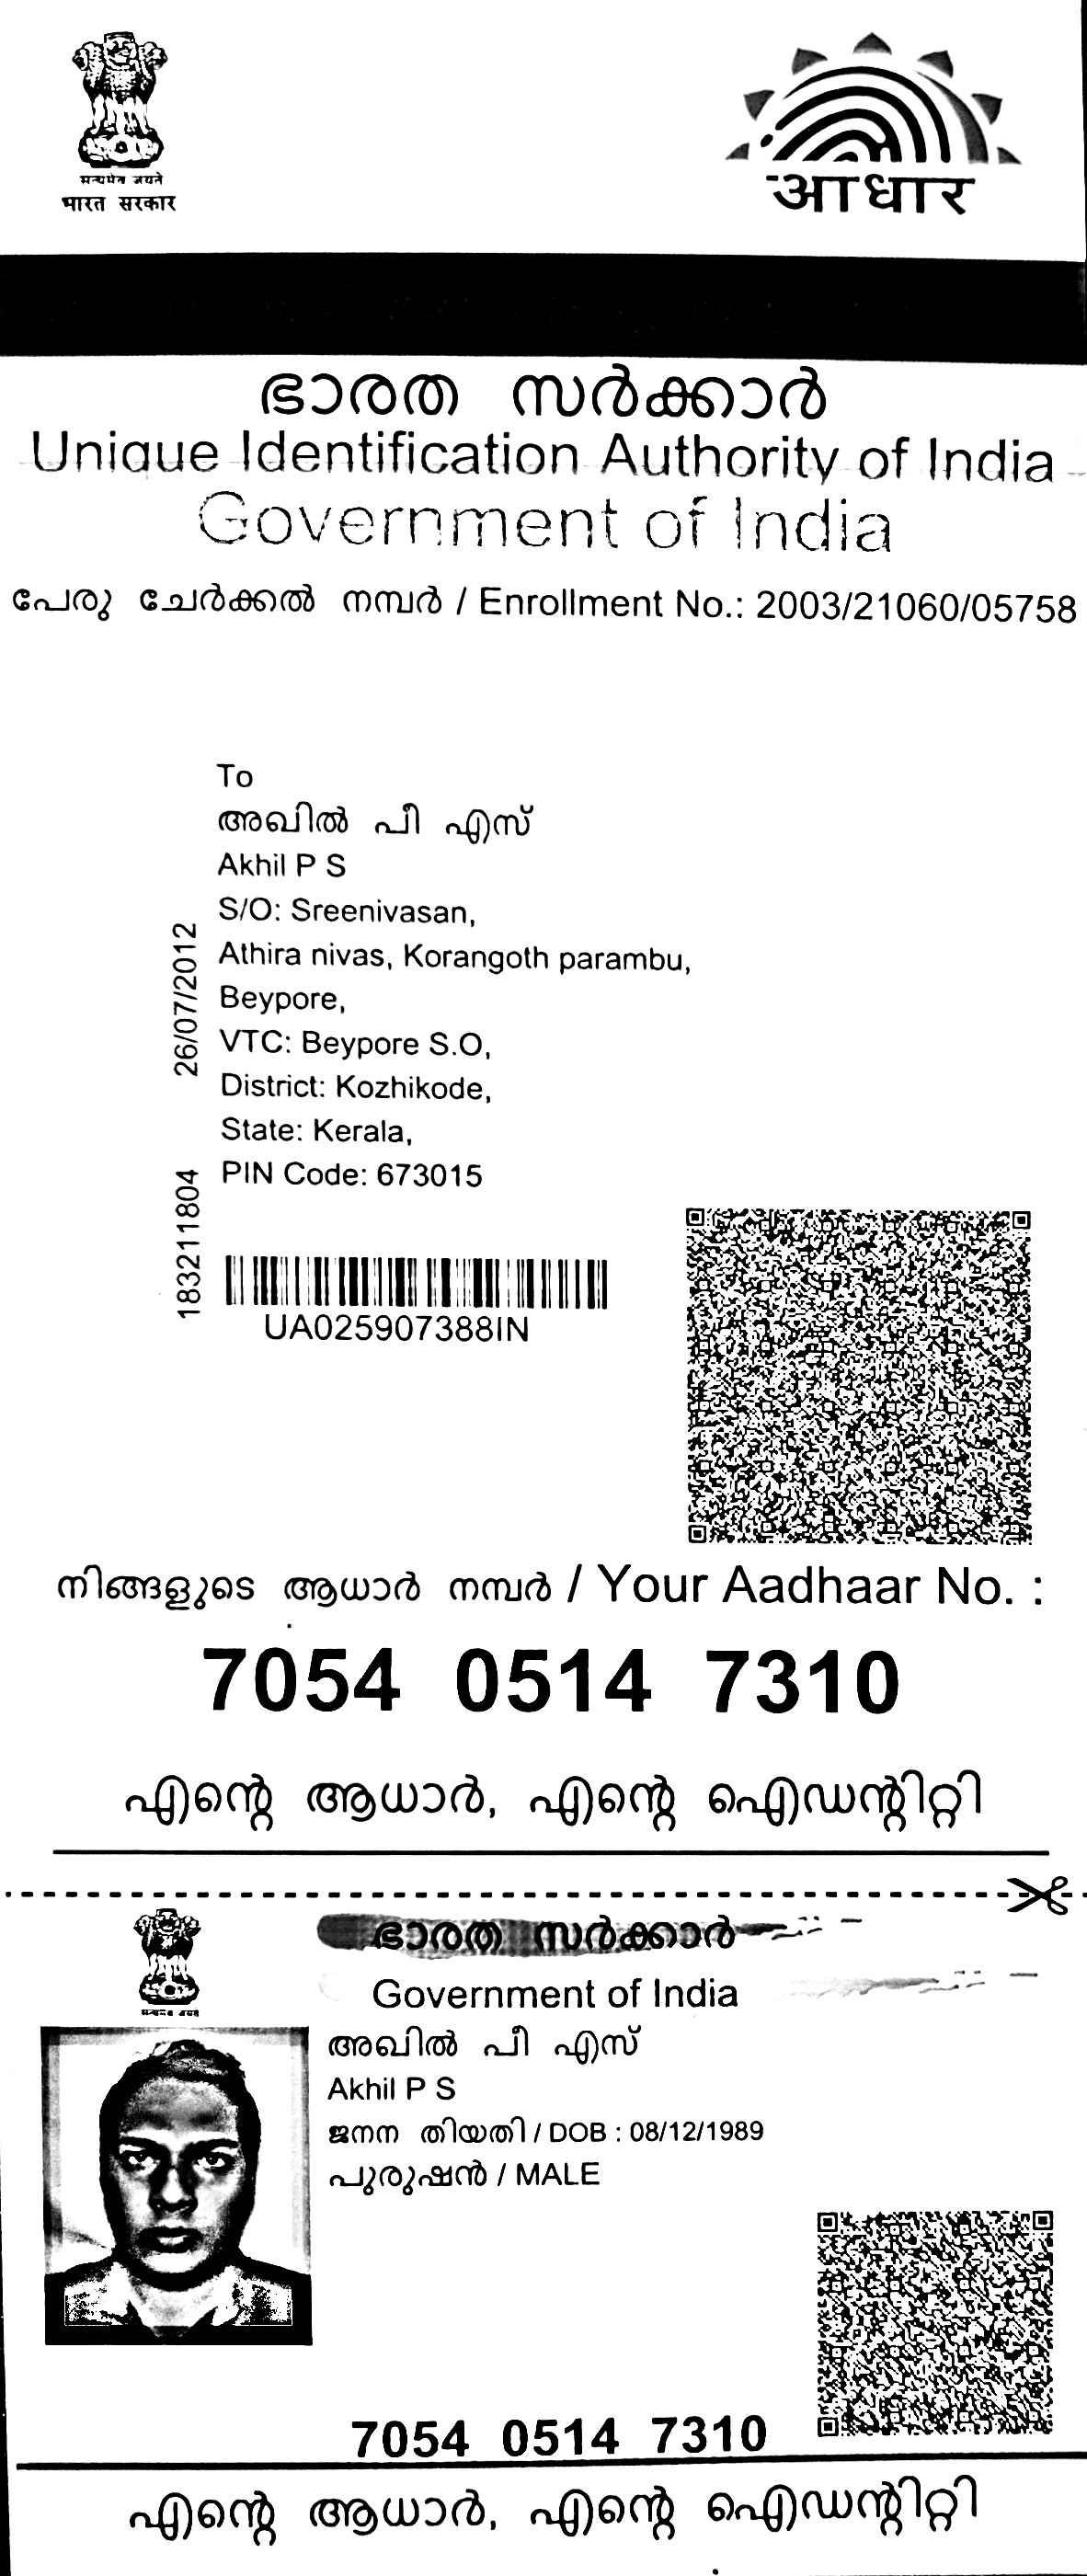 सत्यमेव जयते
भारत सरकार
आधार
ഭാരത സർക്കാർ
Unique Identification Authority of India
Government of India
പേരു ചേർക്കൽ നമ്പർ / Enrollment No.: 2003/21060/05758
To
അഖിൽ പീ എസ്
Akhil P S
S/O: Sreenivasan,
Athira nivas, Korangoth parambu,
Beypore,
VTC: Beypore S.O,
District: Kozhikode,
State: Kerala,
PIN Code: 673015
26/07/2012
183211804
UA025907388IN
നിങ്ങളുടെ ആധാർ നമ്പർ / Your Aadhaar No. :
7054 0514 7310
എന്റെ ആധാർ, എന്റെ ഐഡന്റിറ്റി
ഭാരത സർക്കാർ
Government of India
सत्यमेव जयते
അഖിൽ പീ എസ്
Akhil P S
ജനന തിയതി / DOB : 08/12/1989
പുരുഷൻ / MALE
7054 0514 7310
എന്റെ ആധാർ, എന്റെ ഐഡന്റിറ്റി